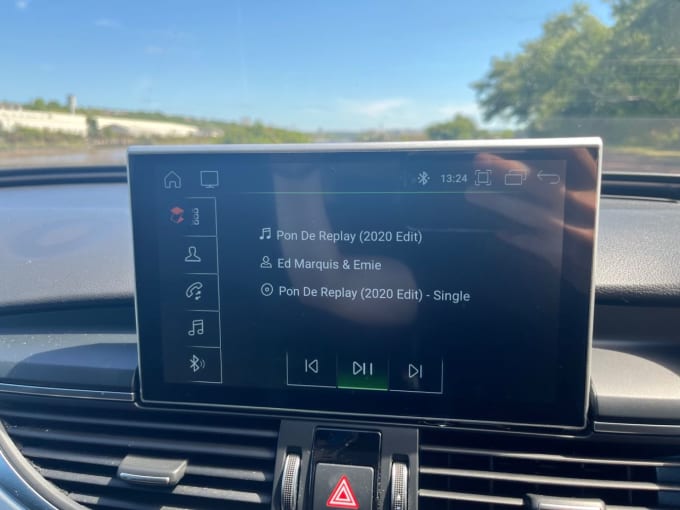 13:24
Pon De Replay (2020 Edit)
Ed Marquis & Emie
Pon De Replay (2020 Edit) - Single